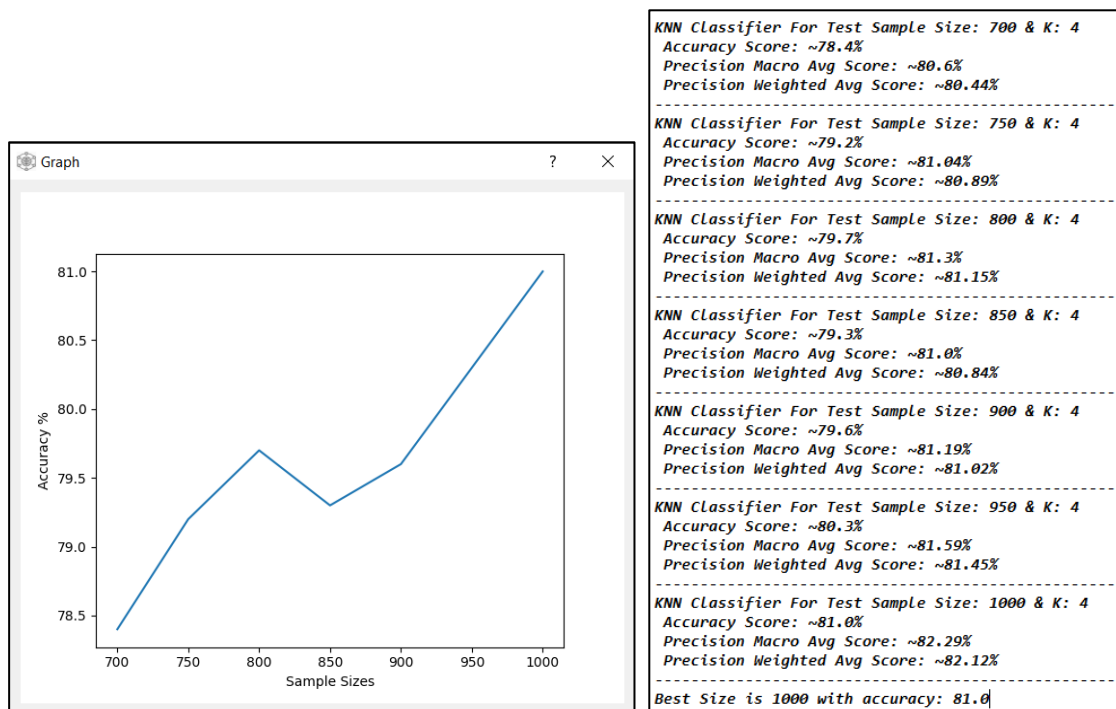 Graph
?
Accuracy %
81.0
80.5
80.0
79.5
79.0
78.5
700 750 800 850 900 950 1000
Sample Sizes
KNN Classifier For Test Sample Size: 700 & K: 4
Accuracy Score: ~78.4%
Precision Macro Avg Score: ~80.6%
Precision Weighted Avg Score: ~80.44%
--------------------------------------------------
KNN Classifier For Test Sample Size: 750 & K: 4
Accuracy Score: ~79.2%
Precision Macro Avg Score: ~81.04%
Precision Weighted Avg Score: ~80.89%
--------------------------------------------------
KNN Classifier For Test Sample Size: 800 & K: 4
Accuracy Score: ~79.7%
Precision Macro Avg Score: ~81.3%
Precision Weighted Avg Score: ~81.15%
--------------------------------------------------
KNN Classifier For Test Sample Size: 850 & K: 4
Accuracy Score: ~79.3%
Precision Macro Avg Score: ~81.0%
Precision Weighted Avg Score: ~80.84%
--------------------------------------------------
KNN Classifier For Test Sample Size: 900 & K: 4
Accuracy Score: ~79.6%
Precision Macro Avg Score: ~81.19%
Precision Weighted Avg Score: ~81.02%
--------------------------------------------------
KNN Classifier For Test Sample Size: 950 & K: 4
Accuracy Score: ~80.3%
Precision Macro Avg Score: ~81.59%
Precision Weighted Avg Score: ~81.45%
--------------------------------------------------
KNN Classifier For Test Sample Size: 1000 & K: 4
Accuracy Score: ~81.0%
Precision Macro Avg Score: ~82.29%
Precision Weighted Avg Score: ~82.12%
--------------------------------------------------
Best Size is 1000 with accuracy: 81.0